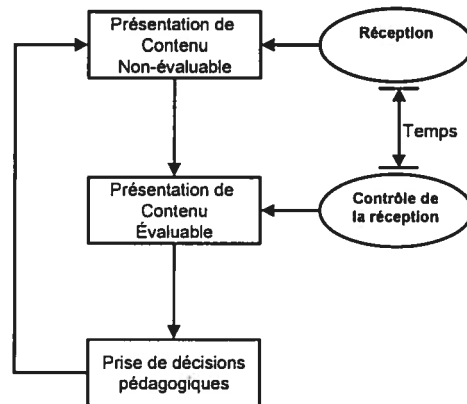 Présentation de
Contenu
Non-évaluable
Réception
Temps
Présentation de
Contenu
Évaluable
Contrôle de
la réception
Prise de décisions
pédagogiques